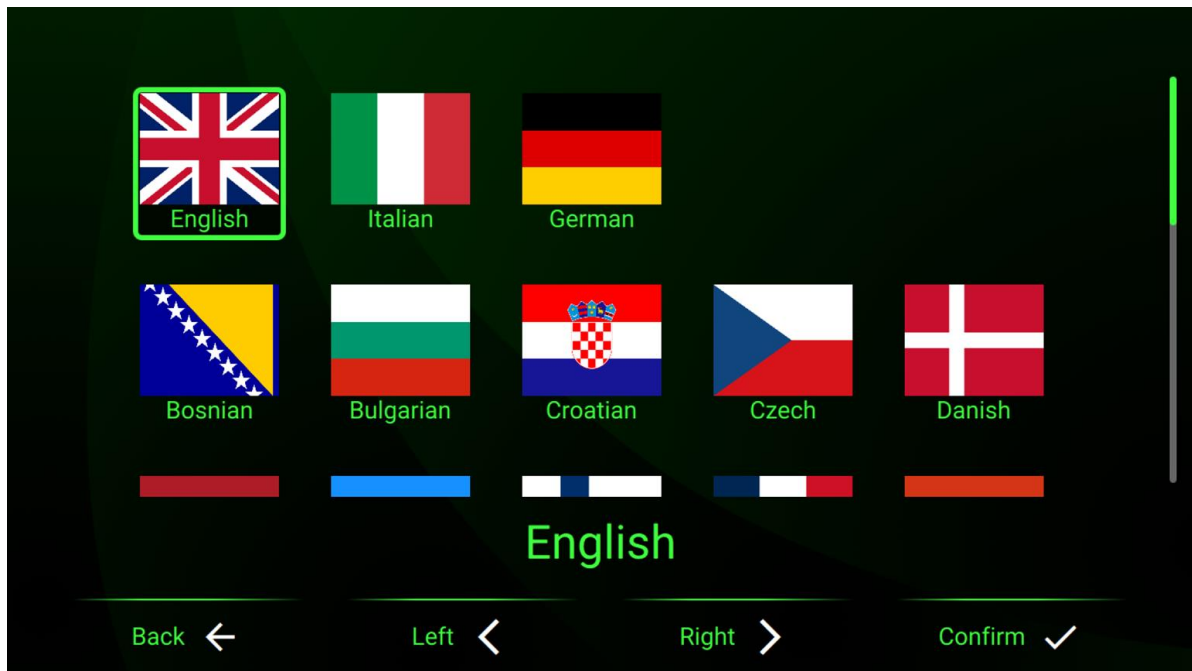 English Italian German
Bosnian Bulgarian Croatian Czech Danish
English
Back Left Right Confirm